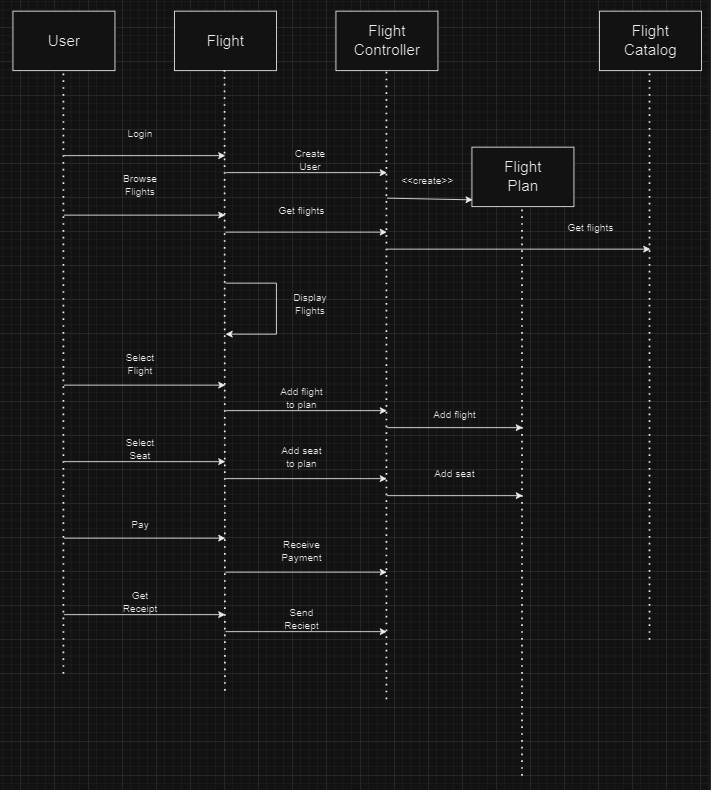 User
Flight
Flight
Controller
Flight
Catalog
Login
Create
User
Flight
Plan
<<create>>
Browse
Flights
Get flights
Get flights
Display
Flights
Select
Flight
Add flight
to plan
Add flight
Select
Seat
Add seat
to plan
Add seat
Pay
Receive
Payment
Get
Receipt
Send
Reciept